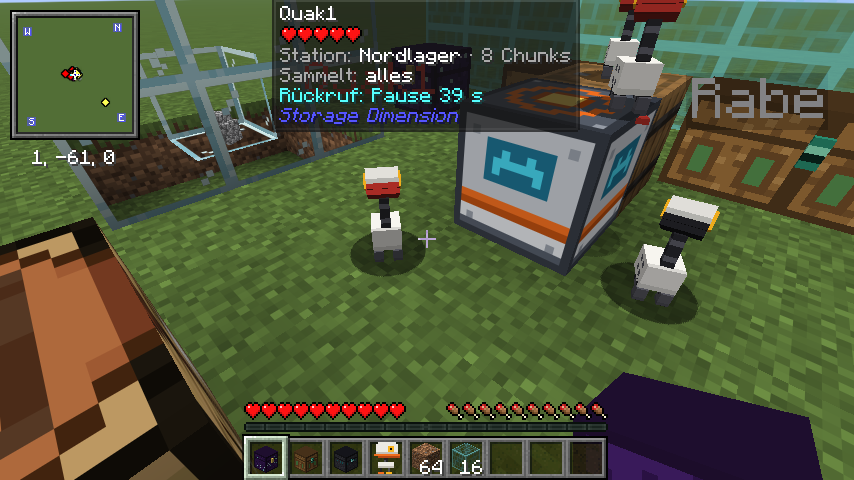 Quak1
Station: Nordlager · 8 Chunks
Sammelt: alles
Rückruf: Pause 39 s
Storage Dimension
W N
S E
1, -61, 0
Rabe
64 16